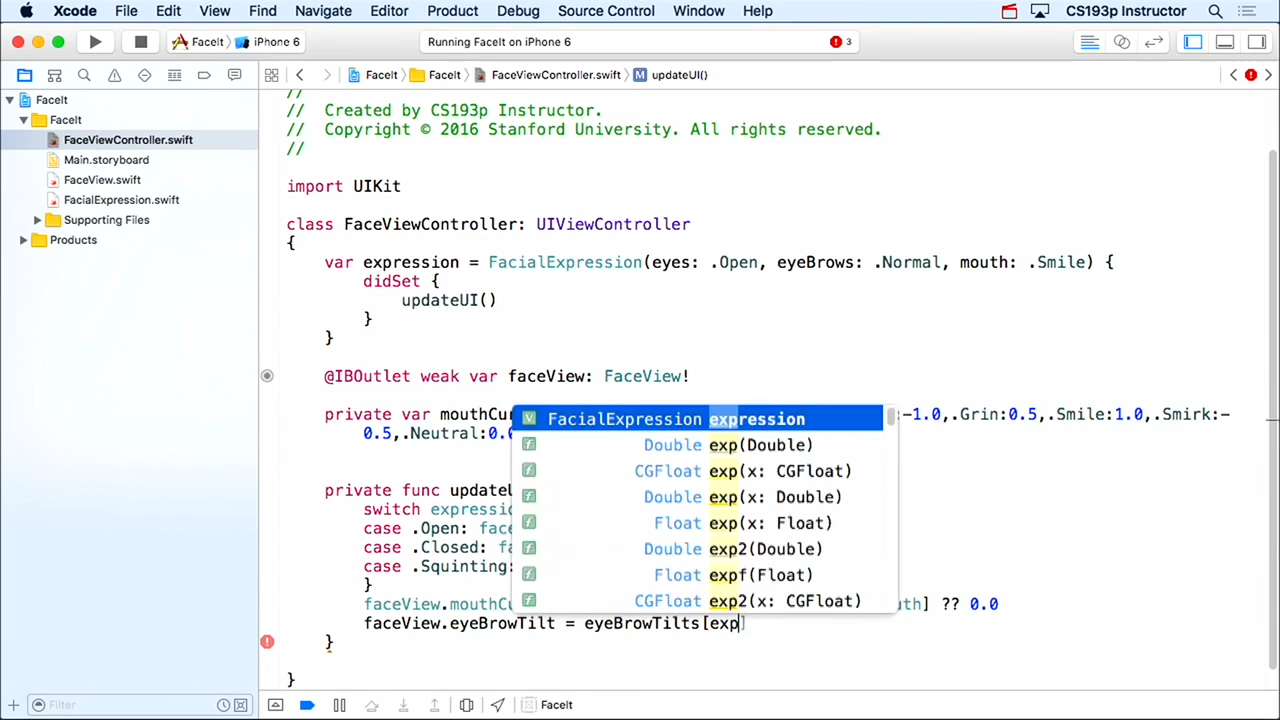 Xcode File Edit View Find Navigate Editor Product Debug Source Control Window Help CS193p Instructor
FaceIt iPhone 6 Running FaceIt on iPhone 6 3
FaceIt FaceIt FaceViewController.swift M updateUI()
FaceIt
FaceIt
FaceViewController.swift
Main.storyboard
FaceView.swift
FacialExpression.swift
Supporting Files
Products
//
// Created by CS193p Instructor.
// Copyright © 2016 Stanford University. All rights reserved.
//
import UIKit
class FaceViewController: UIViewController
{
var expression = FacialExpression(eyes: .Open, eyeBrows: .Normal, mouth: .Smile) {
didSet {
updateUI()
}
}
@IBOutlet weak var faceView: FaceView!
private var mouthCu :-1.0,.Grin:0.5,.Smile:1.0,.Smirk:-
0.5,.Neutral:0.0
private func updateU
switch expression
case .Open: face
case .Closed: fa
case .Squinting:
}
faceView.mouthCu uth] ?? 0.0
faceView.eyeBrowTilt = eyeBrowTilts[exp]
}
}
V FacialExpression expression
f Double exp(Double)
f CGFloat exp(x: CGFloat)
f Double exp(x: Double)
f Float exp(x: Float)
f Double exp2(Double)
f Float expf(Float)
f CGFloat exp2(x: CGFloat)
Filter FaceIt